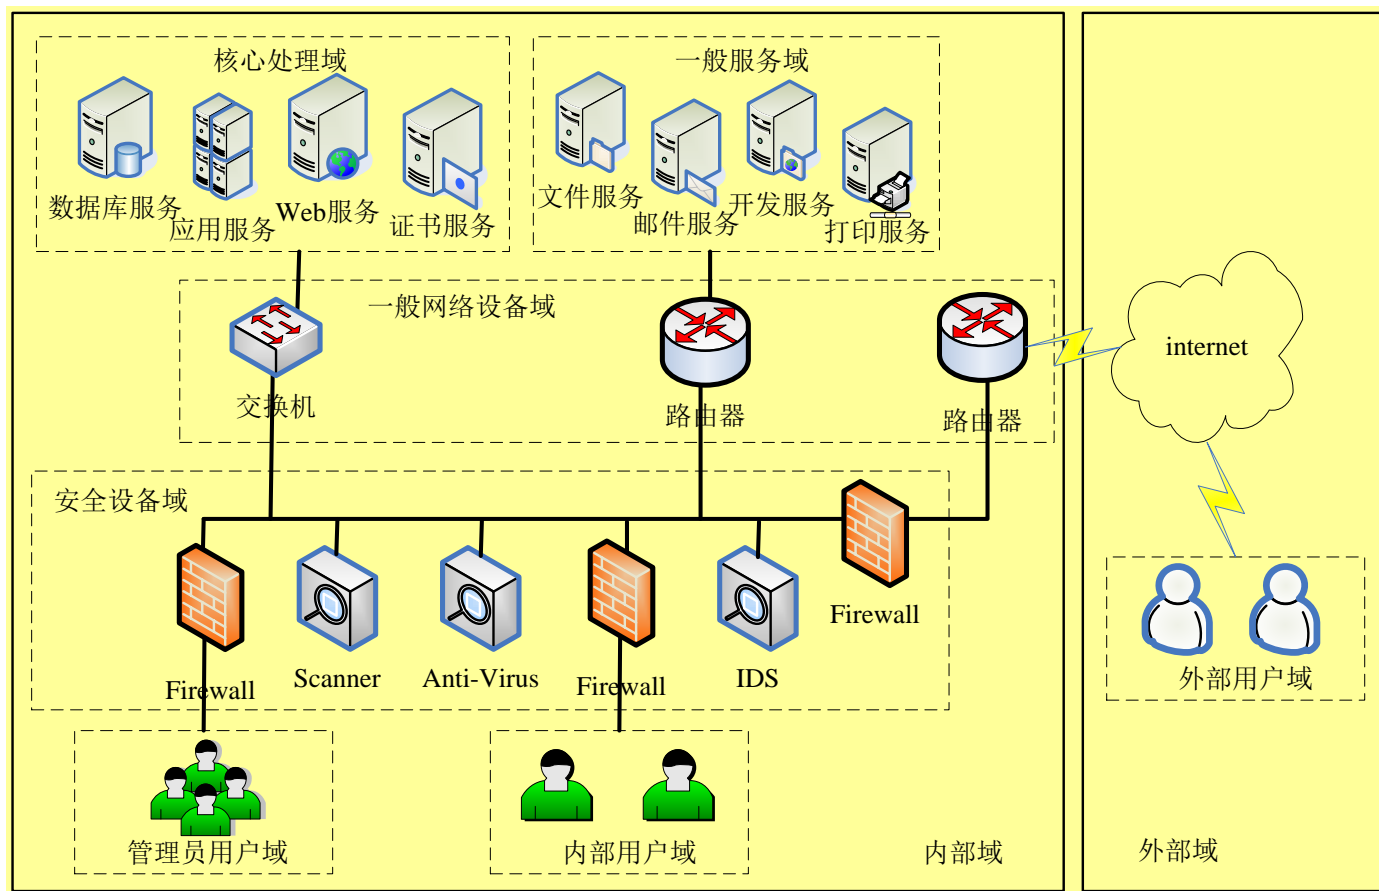 核心处理域
一般服务域
数据库服务
应用服务
Web服务
证书服务
文件服务
邮件服务
开发服务
打印服务
一般网络设备域
交换机
路由器
路由器
internet
安全设备域
Firewall
Scanner
Anti-Virus
Firewall
IDS
Firewall
外部用户域
管理员用户域
内部用户域
内部域
外部域